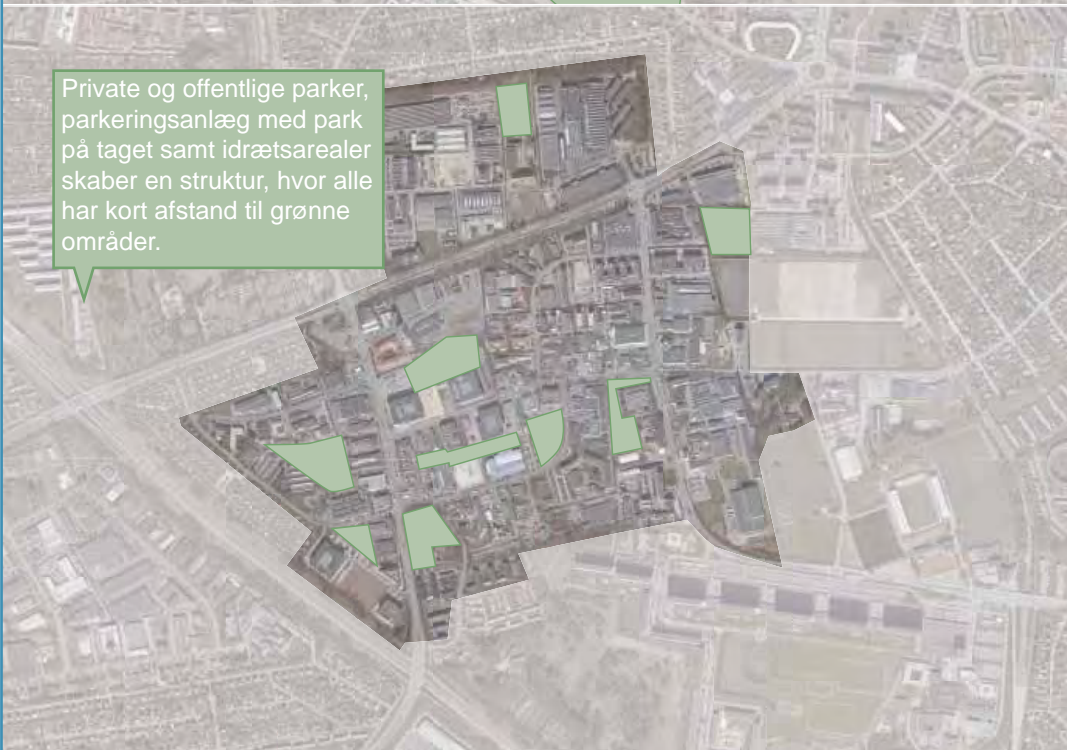 Private og offentlige parker,
parkeringsanlæg med park
på taget samt idrætsarealer
skaber en struktur, hvor alle
har kort afstand til grønne
områder.